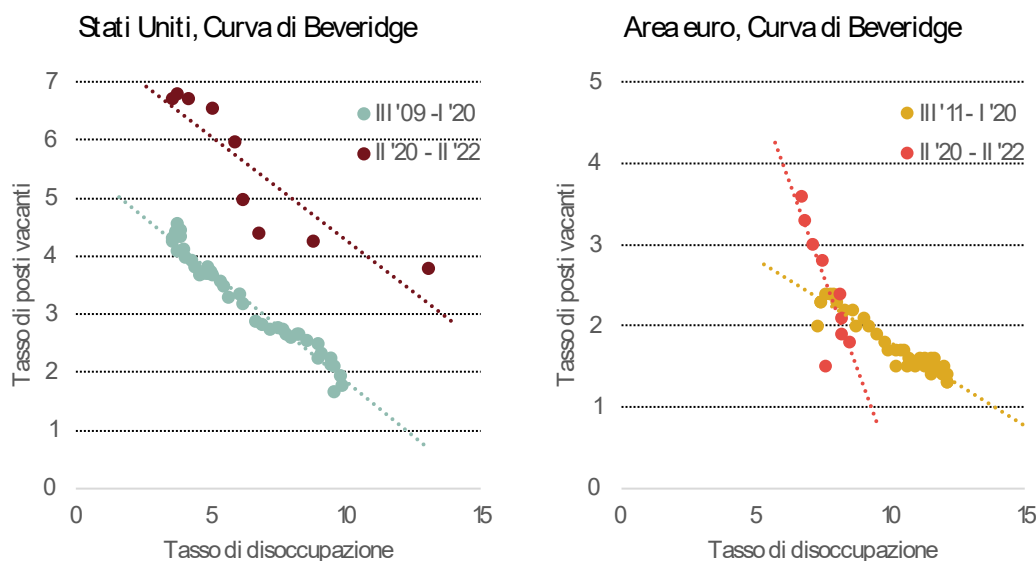 Stati Uniti, Curva di Beveridge
7
6
5
4
3
2
1
0
0
5
10
15
III '09 - I '20
II '20 - II '22
Tasso di posti vacanti
Tasso di disoccupazione
Area euro, Curva di Beveridge
5
4
3
2
1
0
0
5
10
15
III '11 - I '20
II '20 - II '22
Tasso di posti vacanti
Tasso di disoccupazione